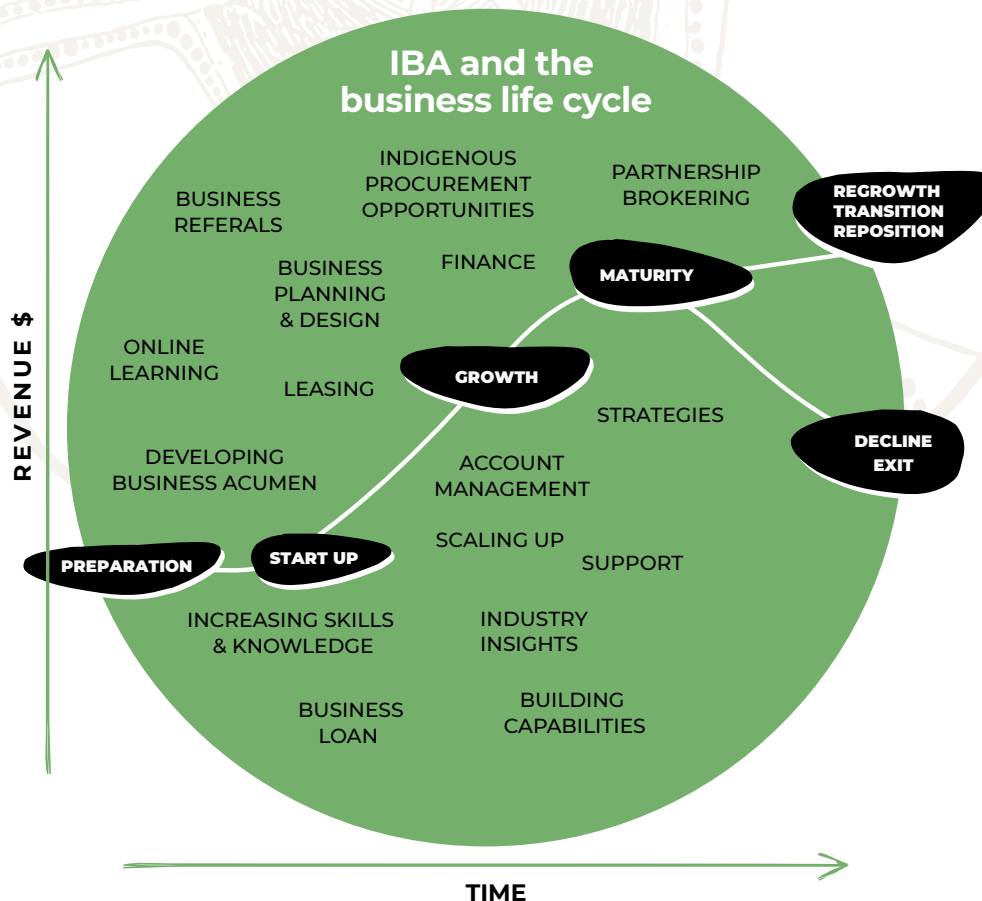 IBA and the
business life cycle
INDIGENOUS
PROCUREMENT
OPPORTUNITIES
PARTNERSHIP
BROKERING
BUSINESS
REFERALS
REGROWTH
TRANSITION
REPOSITION
FINANCE
BUSINESS
PLANNING
& DESIGN
MATURITY
ONLINE
LEARNING
LEASING
GROWTH
STRATEGIES
REVENUE $
DEVELOPING
BUSINESS ACUMEN
ACCOUNT
MANAGEMENT
DECLINE
EXIT
SCALING UP
SUPPORT
PREPARATION
START UP
INCREASING SKILLS
& KNOWLEDGE
INDUSTRY
INSIGHTS
BUSINESS
LOAN
BUILDING
CAPABILITIES
TIME